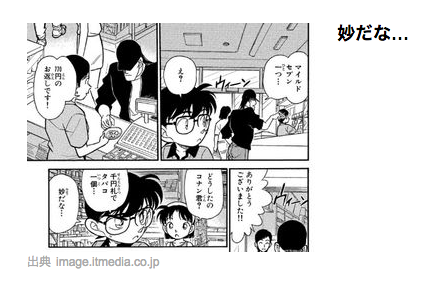 妙だな…
マイルド
セブン
一つ…
ウィーン
え?
770円の
お返しです!
ウィーン
ありがとう
ございました!!
どうしたの
コナン君?
千円札で
タバコ
一個…
妙だな…
出典 image.itmedia.co.jp